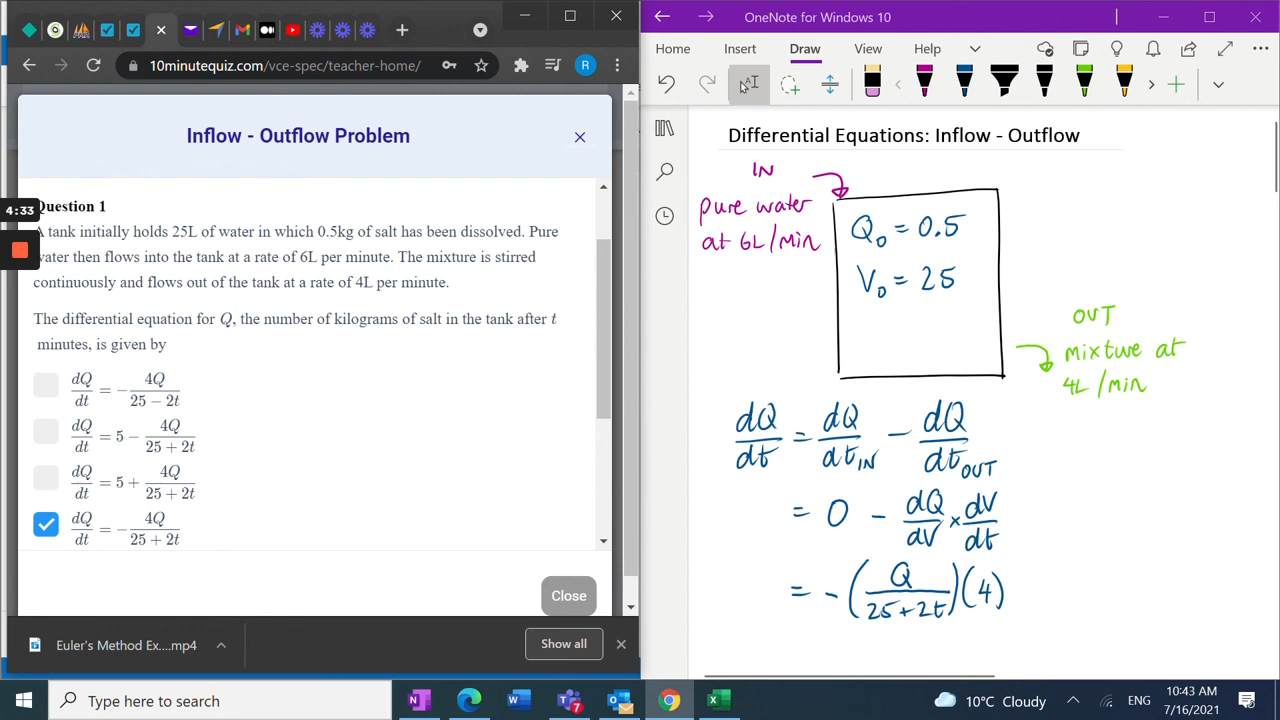 10minutequiz.com/vce-spec/teacher-home/
Inflow - Outflow Problem
4:33
Question 1
A tank initially holds 25L of water in which 0.5kg of salt has been dissolved. Pure
water then flows into the tank at a rate of 6L per minute. The mixture is stirred
continuously and flows out of the tank at a rate of 4L per minute.
The differential equation for Q, the number of kilograms of salt in the tank after t
minutes, is given by
dQ/dt = - 4Q/(25 - 2t)
dQ/dt = 5 - 4Q/(25 + 2t)
dQ/dt = 5 + 4Q/(25 + 2t)
dQ/dt = - 4Q/(25 + 2t)
Close
Euler's Method Ex....mp4
Show all
OneNote for Windows 10
Home Insert Draw View Help
Differential Equations: Inflow - Outflow
IN
pure water
at 6L/min
Q₀ = 0.5
V₀ = 25
OUT
mixture at
4L/min
dQ/dt = dQ/dt IN - dQ/dt OUT
= 0 - dQ/dV × dV/dt
= - (Q/(25+2t))(4)
Type here to search
7
10°C Cloudy
ENG
10:43 AM
7/16/2021